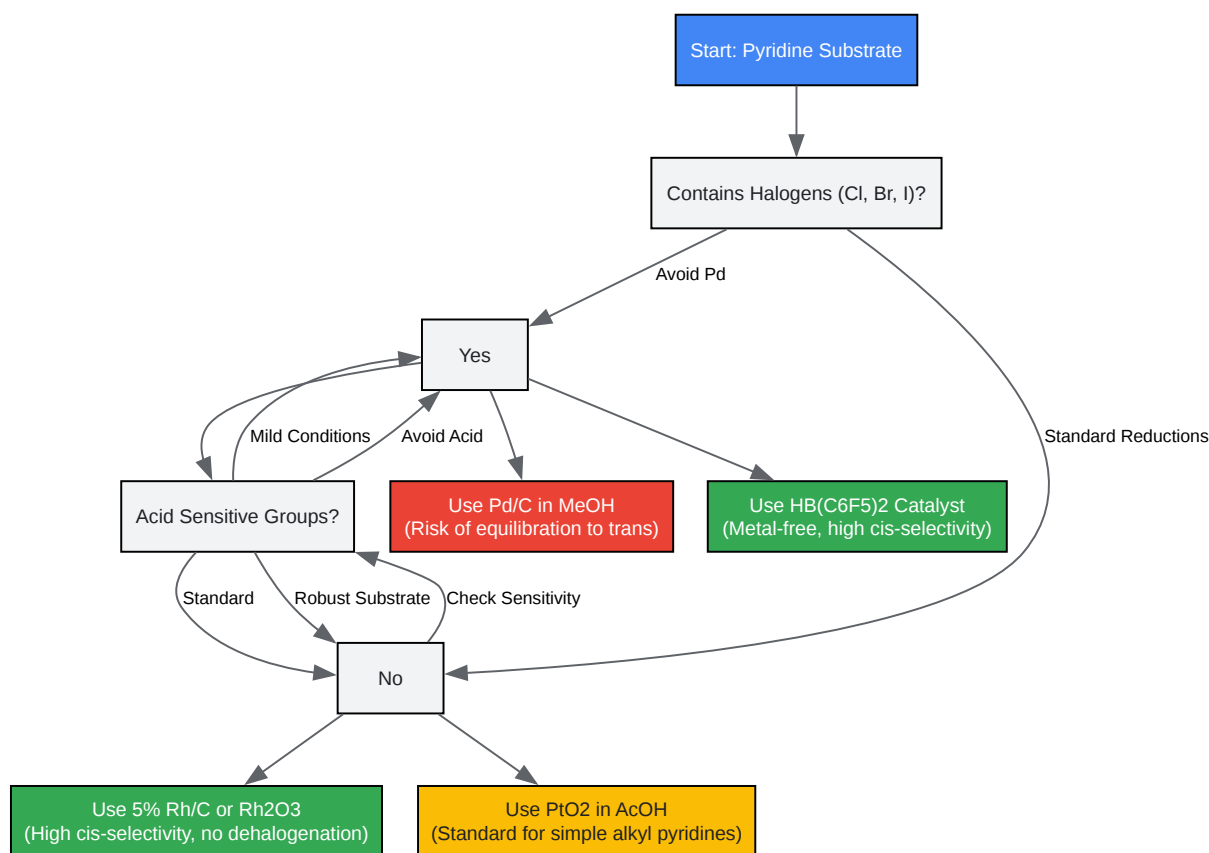 Start: Pyridine Substrate
Contains Halogens (Cl, Br, I)?
Avoid Pd
Yes
Mild Conditions
Avoid Acid
Standard Reductions
Acid Sensitive Groups?
Use Pd/C in MeOH
(Risk of equilibration to trans)
Use HB(C6F5)2 Catalyst
(Metal-free, high cis-selectivity)
Standard
Robust Substrate
Check Sensitivity
No
Use 5% Rh/C or Rh2O3
(High cis-selectivity, no dehalogenation)
Use PtO2 in AcOH
(Standard for simple alkyl pyridines)